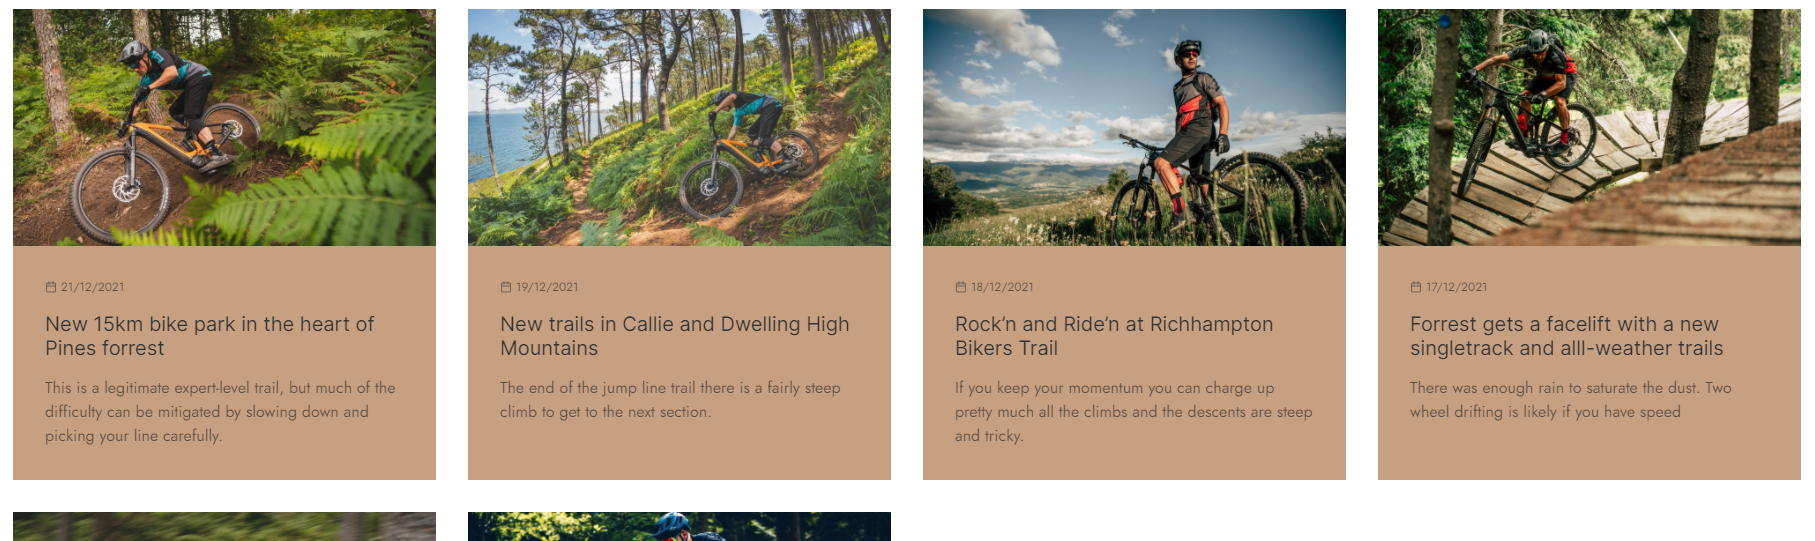 21/12/2021
New 15km bike park in the heart of
Pines forrest
This is a legitimate expert-level trail, but much of the
difficulty can be mitigated by slowing down and
picking your line carefully.
19/12/2021
New trails in Callie and Dwelling High
Mountains
The end of the jump line trail there is a fairly steep
climb to get to the next section.
18/12/2021
Rock’n and Ride’n at Richhampton
Bikers Trail
If you keep your momentum you can charge up
pretty much all the climbs and the descents are steep
and tricky.
17/12/2021
Forrest gets a facelift with a new
singletrack and alll-weather trails
There was enough rain to saturate the dust. Two
wheel drifting is likely if you have speed